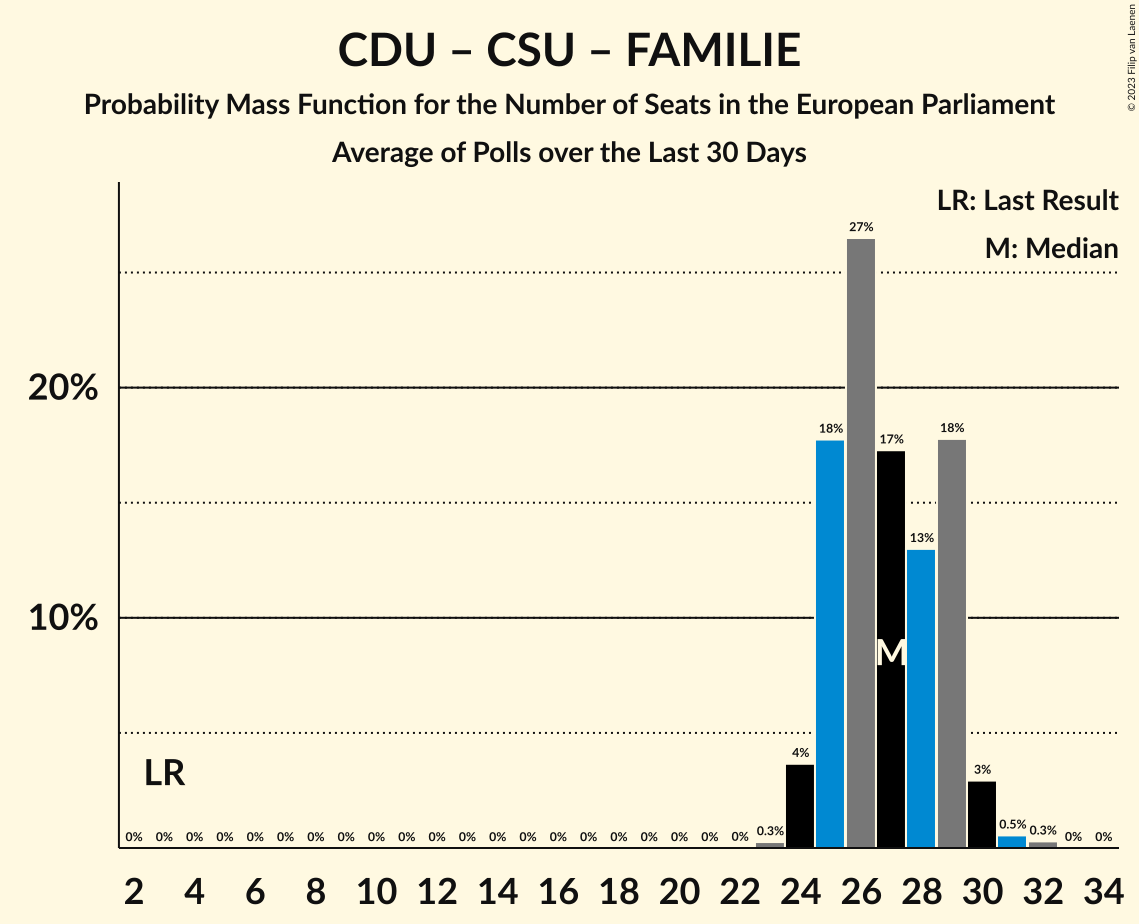 CDU – CSU – FAMILIE
Probability Mass Function for the Number of Seats in the European Parliament
Average of Polls over the Last 30 Days
© 2023 Filip van Laenen
LR: Last Result
M: Median
27%
20%
18%
17%
18%
13%
10%
M
LR
4%
3%
0% 0% 0% 0% 0% 0% 0% 0% 0% 0% 0% 0% 0% 0% 0% 0% 0% 0% 0% 0% 0% 0.3% 0.5% 0.3% 0% 0%
2 4 6 8 10 12 14 16 18 20 22 24 26 28 30 32 34